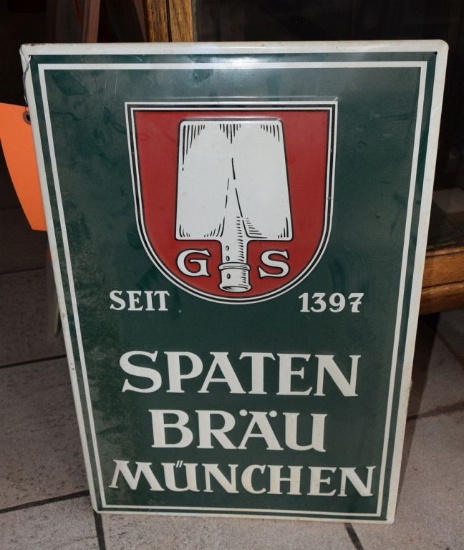 G S
SEIT 1397
SPATEN
BRÄU
MÜNCHEN